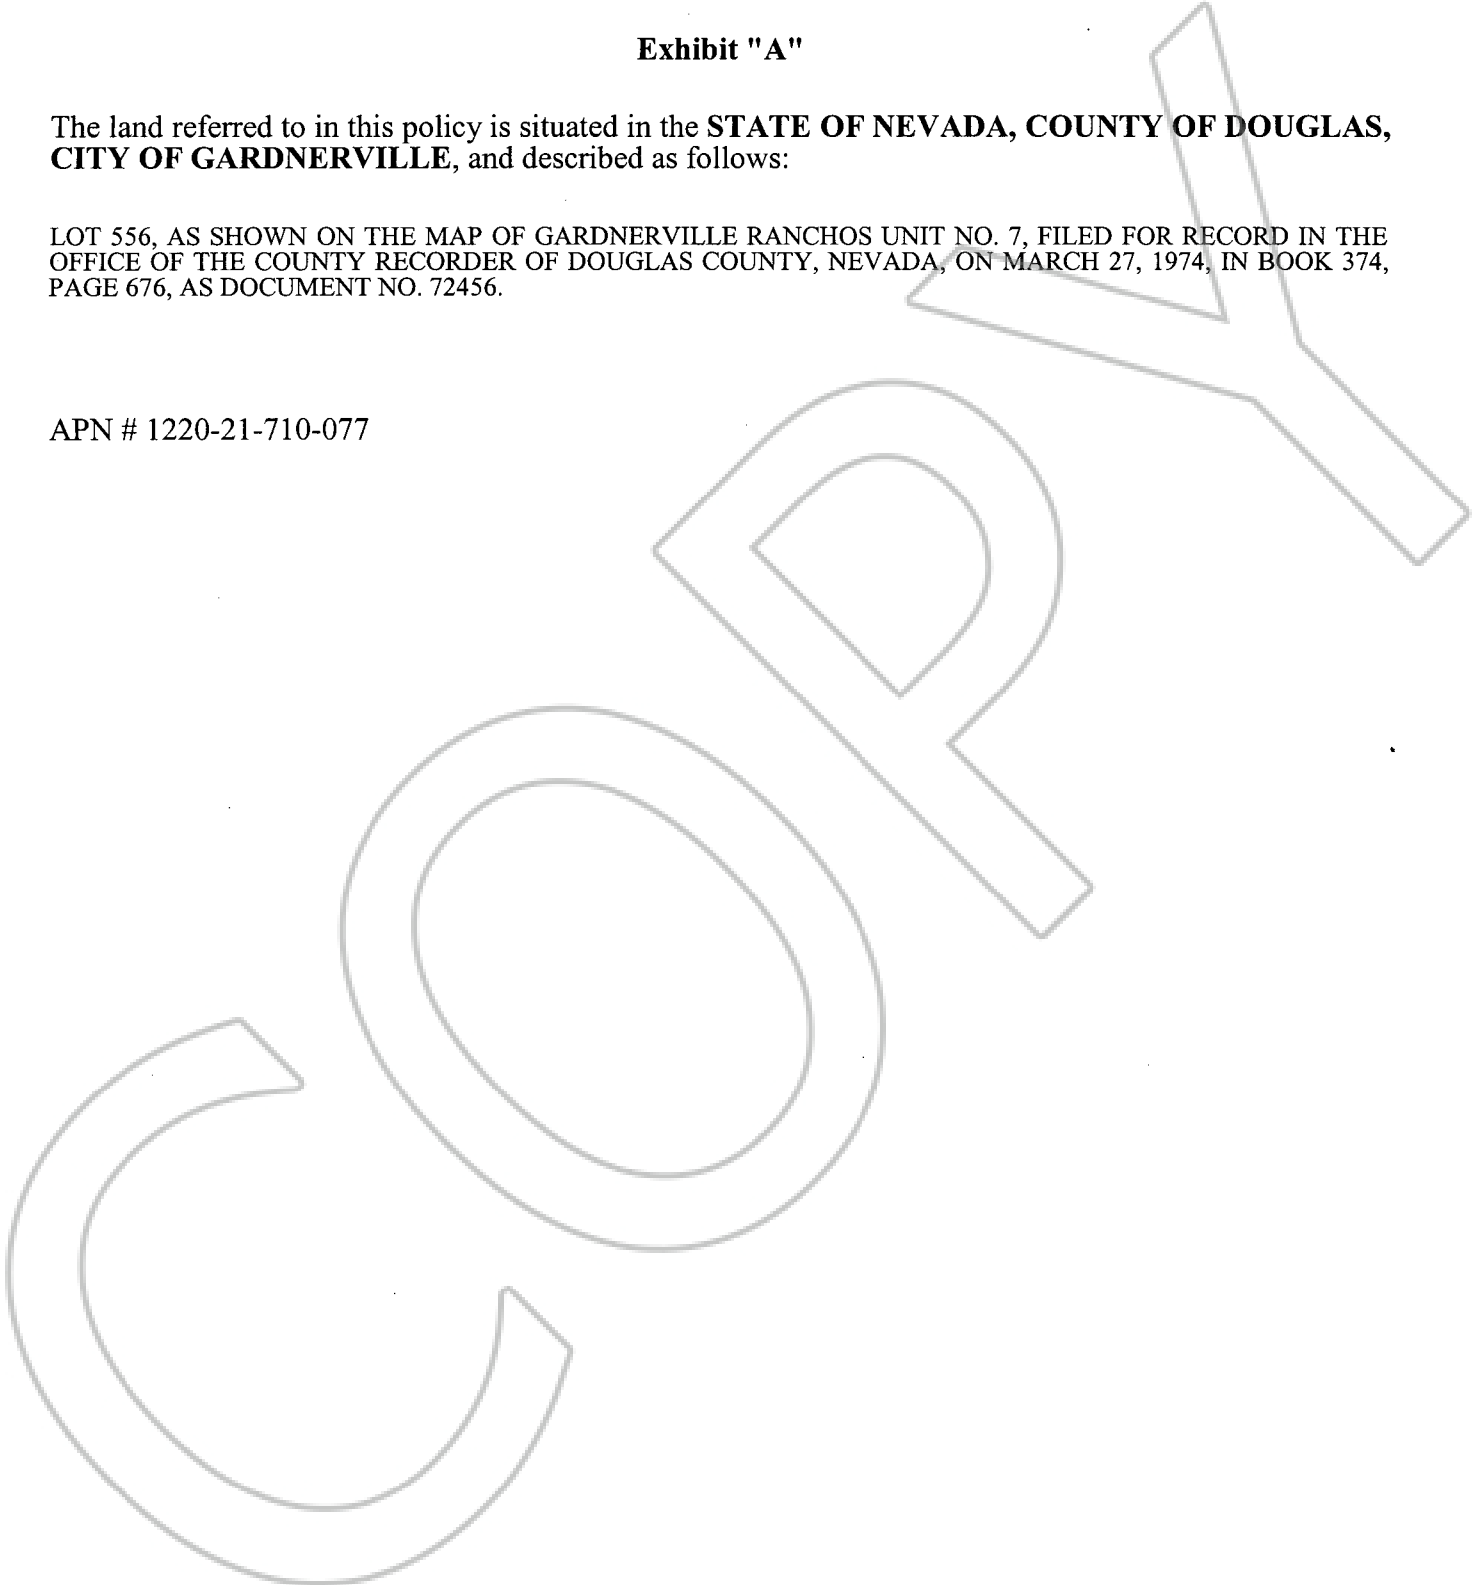 Exhibit "A"
The land referred to in this policy is situated in the STATE OF NEVADA, COUNTY OF DOUGLAS,
CITY OF GARDNERVILLE, and described as follows:
LOT 556, AS SHOWN ON THE MAP OF GARDNERVILLE RANCHOS UNIT NO. 7, FILED FOR RECORD IN THE
OFFICE OF THE COUNTY RECORDER OF DOUGLAS COUNTY, NEVADA, ON MARCH 27, 1974, IN BOOK 374,
PAGE 676, AS DOCUMENT NO. 72456.
APN # 1220-21-710-077
COPY